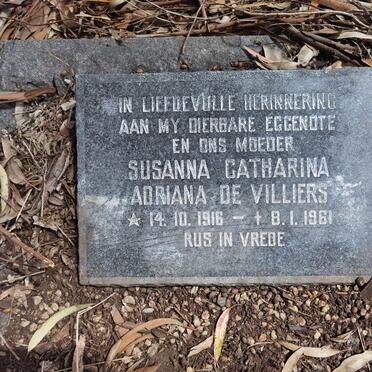 IN LIEFDEVOLLE HERINNERING
AAN MY DIERBARE EGGENOTE
EN ONS MOEDER
SUSANNA CATHARINA
ADRIANA DE VILLIERS
★ 14.10.1916 – ✝ 8.1.1981
RUS IN VREDE